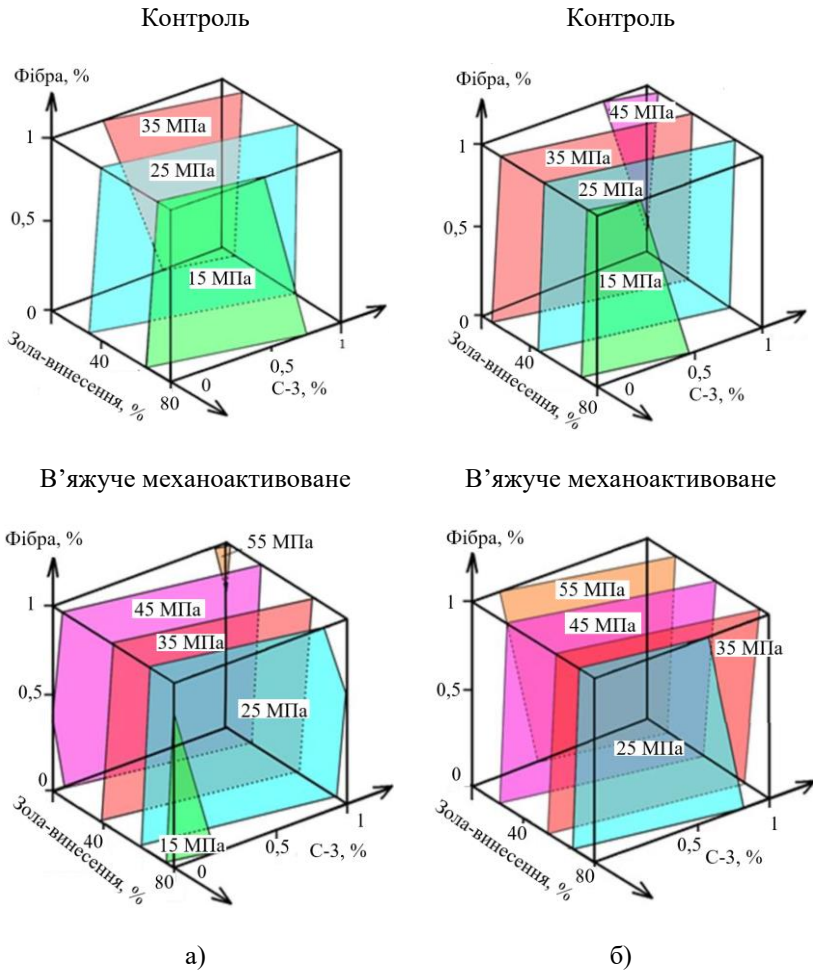 Контроль
Контроль
Фібра, %
35 МПа
1
25 МПа
0,5
15 МПа
0
40
80
Зола-винесення, %
0
0,5
1
С-3, %
Фібра, %
45 МПа
1
35 МПа
25 МПа
0,5
15 МПа
0
40
80
Зола-винесення, %
0
0,5
1
С-3, %
В’яжуче механоактивоване
В’яжуче механоактивоване
Фібра, %
55 МПа
1
45 МПа
35 МПа
0,5
25 МПа
0
15 МПа
40
80
Зола-винесення, %
0
0,5
1
С-3, %
Фібра, %
1
55 МПа
45 МПа
35 МПа
0,5
25 МПа
0
40
80
Зола-винесення, %
0
0,5
1
С-3, %
а)
б)